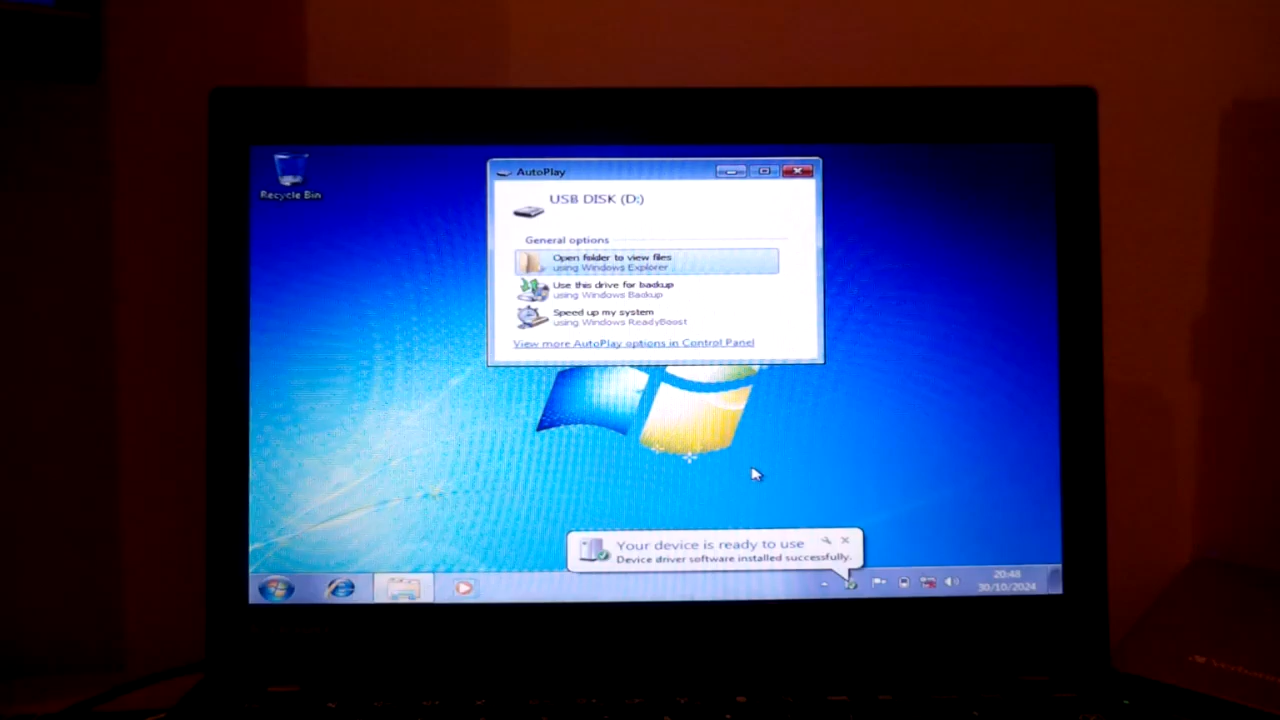 Recycle Bin
AutoPlay
USB DISK (D:)
General options
Open folder to view files
using Windows Explorer
Use this drive for backup
using Windows Backup
Speed up my system
using Windows ReadyBoost
View more AutoPlay options in Control Panel
Your device is ready to use
Device driver software installed successfully.
20:48
30/10/2024